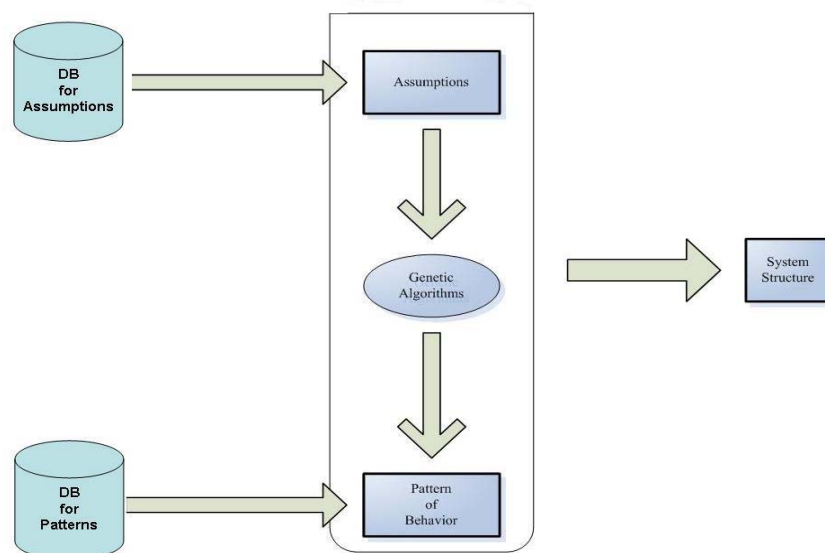 DB
for
Assumptions
Assumptions
Genetic
Algorithms
System
Structure
DB
for
Patterns
Pattern
of
Behavior